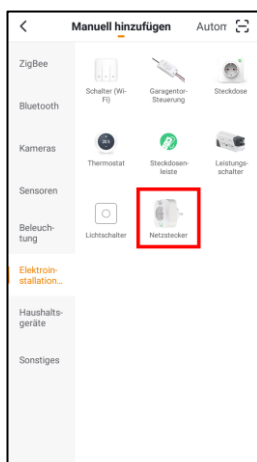 Manuell hinzufügen Autom
ZigBee
Bluetooth
Kameras
Sensoren
Beleuch-
tung
Elektroin-
stallation...
Haushalts-
geräte
Sonstiges
Schalter (Wi-
Fi)
Garagentor-
Steuerung
Steckdose
Thermostat
Steckdosen-
leiste
Leistungs-
schalter
Lichtschalter
Netzstecker